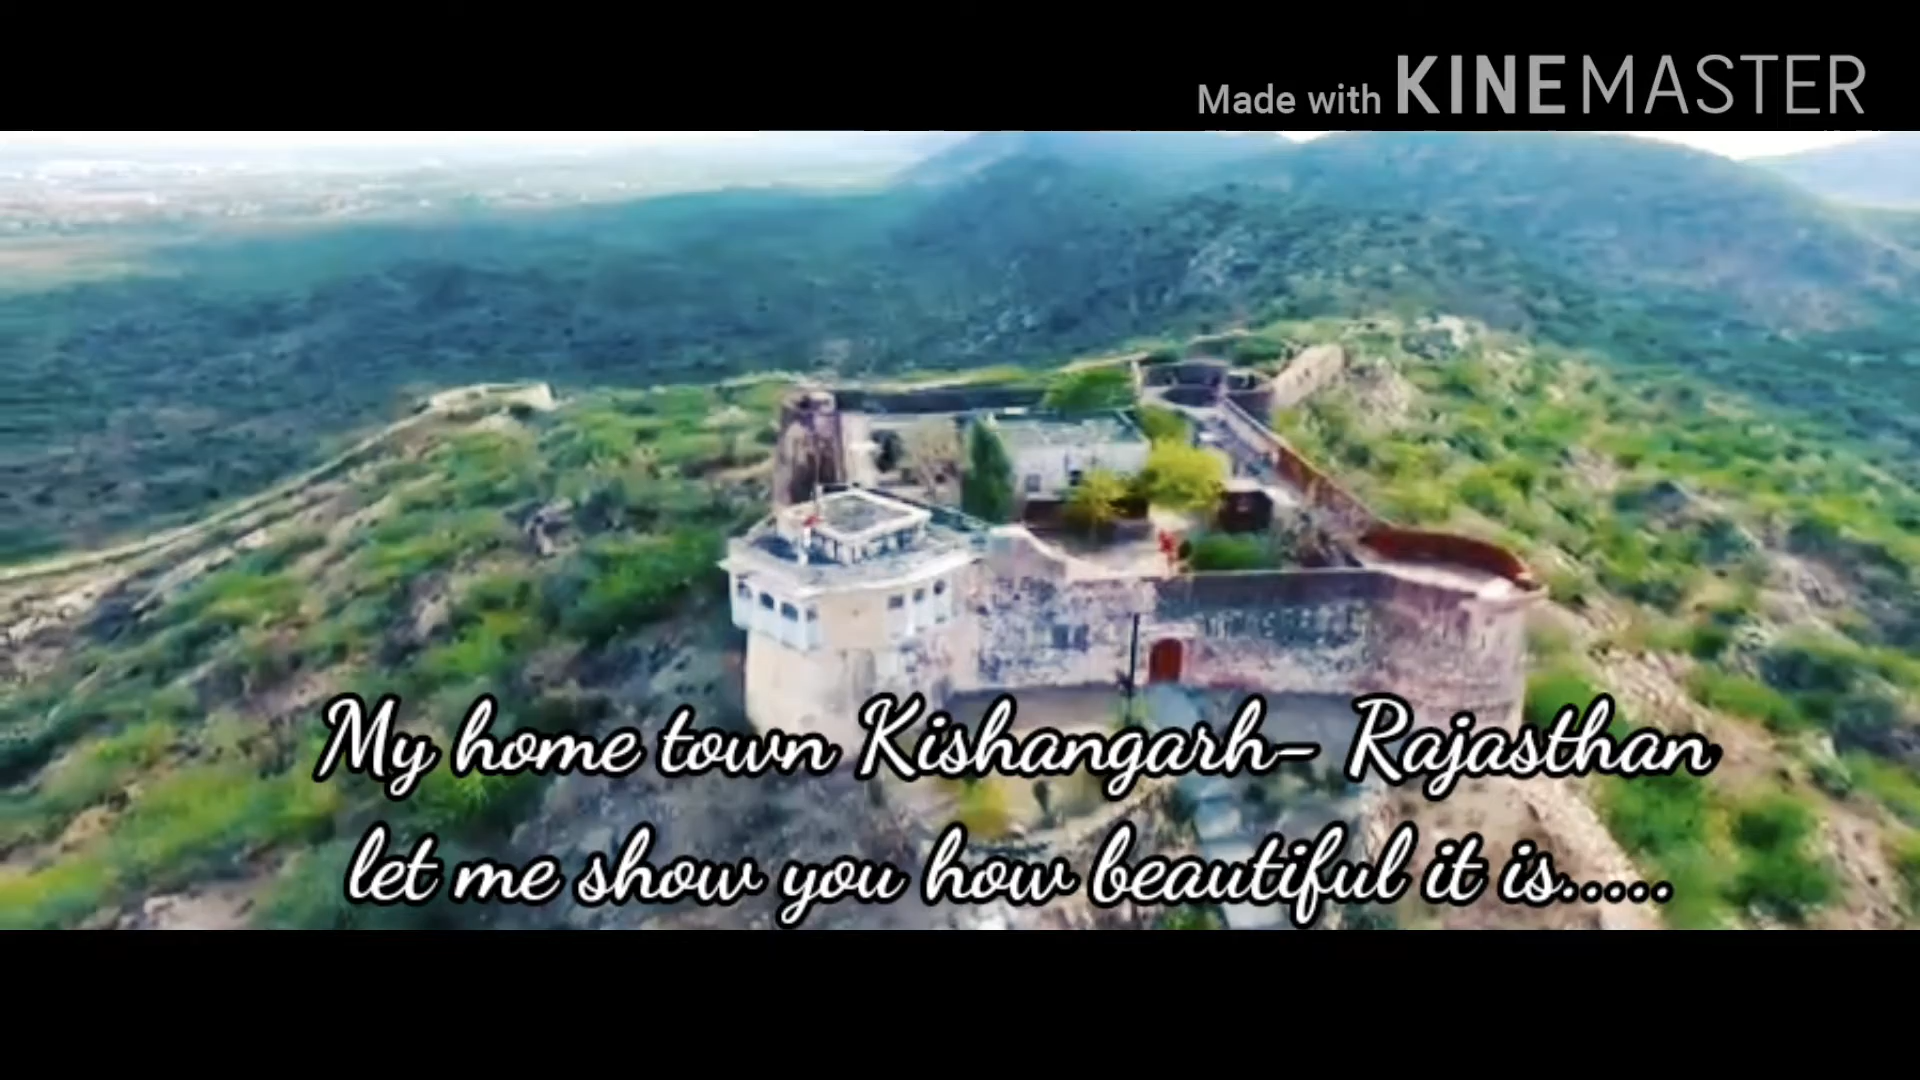 Made with KINEMASTER
My home town Kishangarh- Rajasthan
let me show you how beautiful it is.....